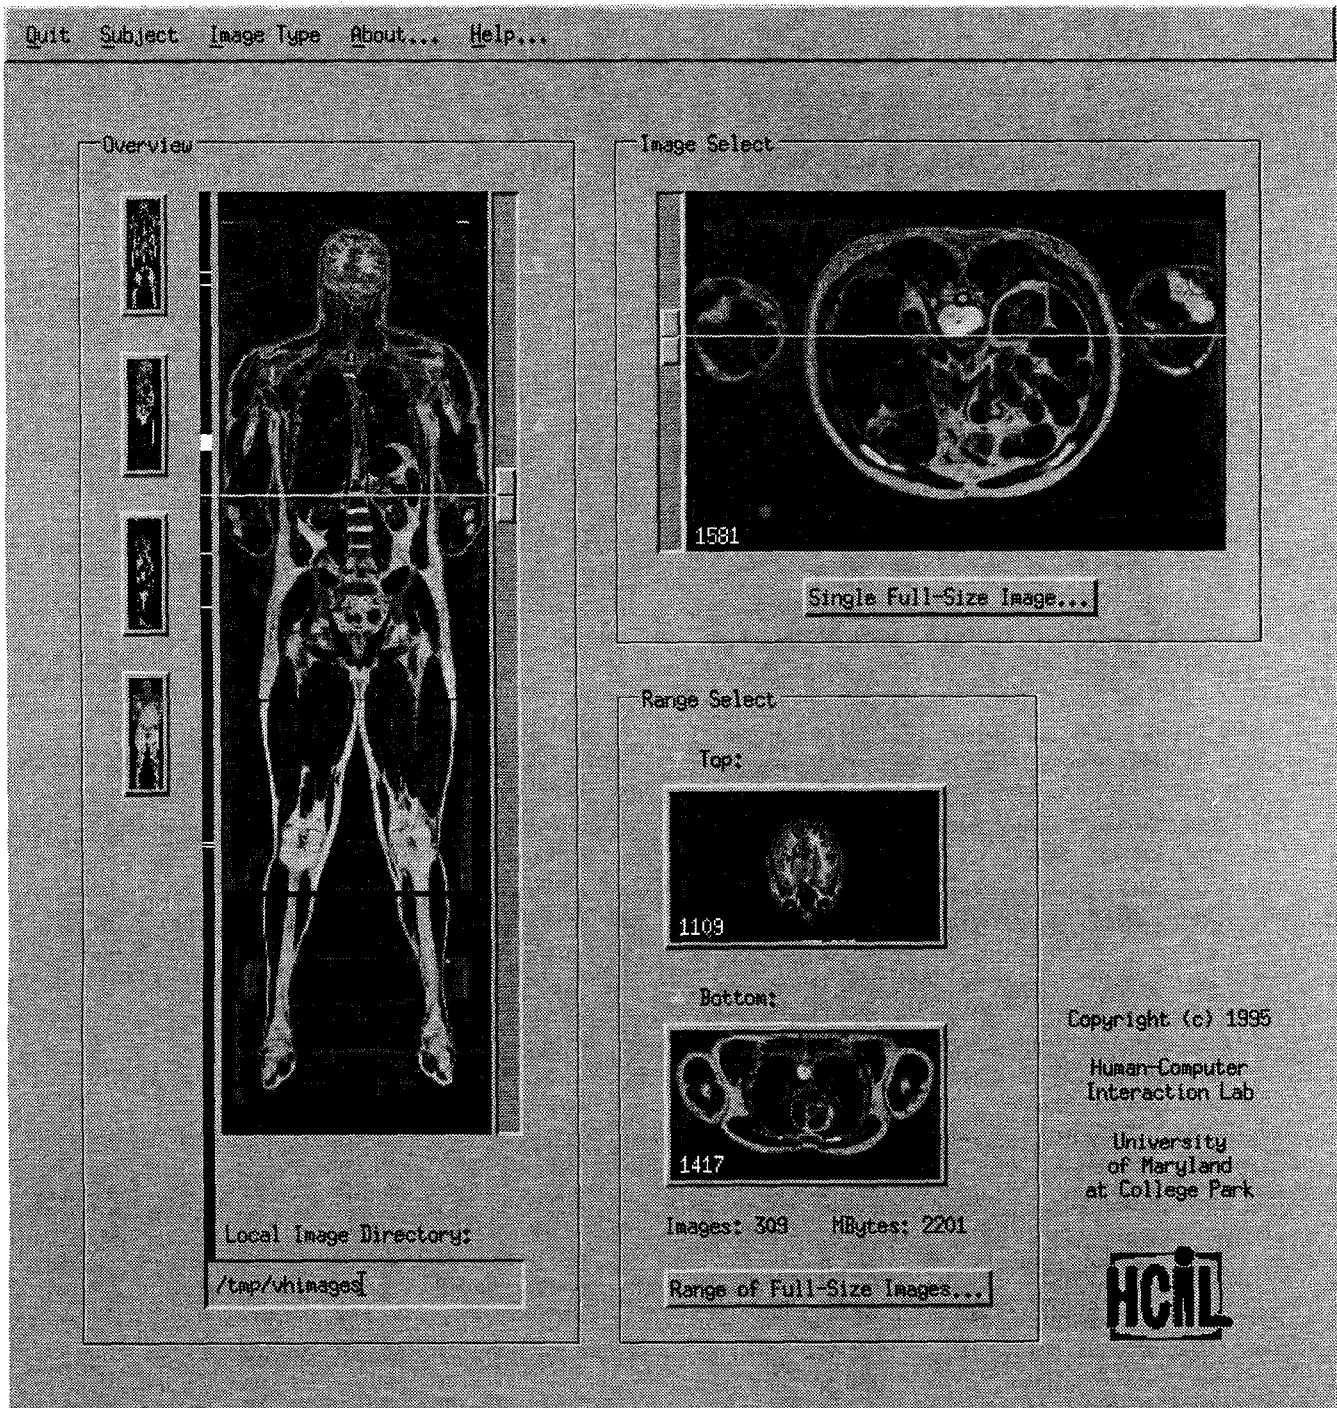 Quit Subject Image Type About... Help...
Overview
Image Select
1581
Single Full-Size Image...
Range Select
Top:
1109
Bottom:
1417
Images: 309 MBytes: 2201
Range of Full-Size Images...
Local Image Directory:
/tmp/vhimages
Copyright (c) 1995
Human-Computer
Interaction Lab
University
of Maryland
at College Park
HCIL